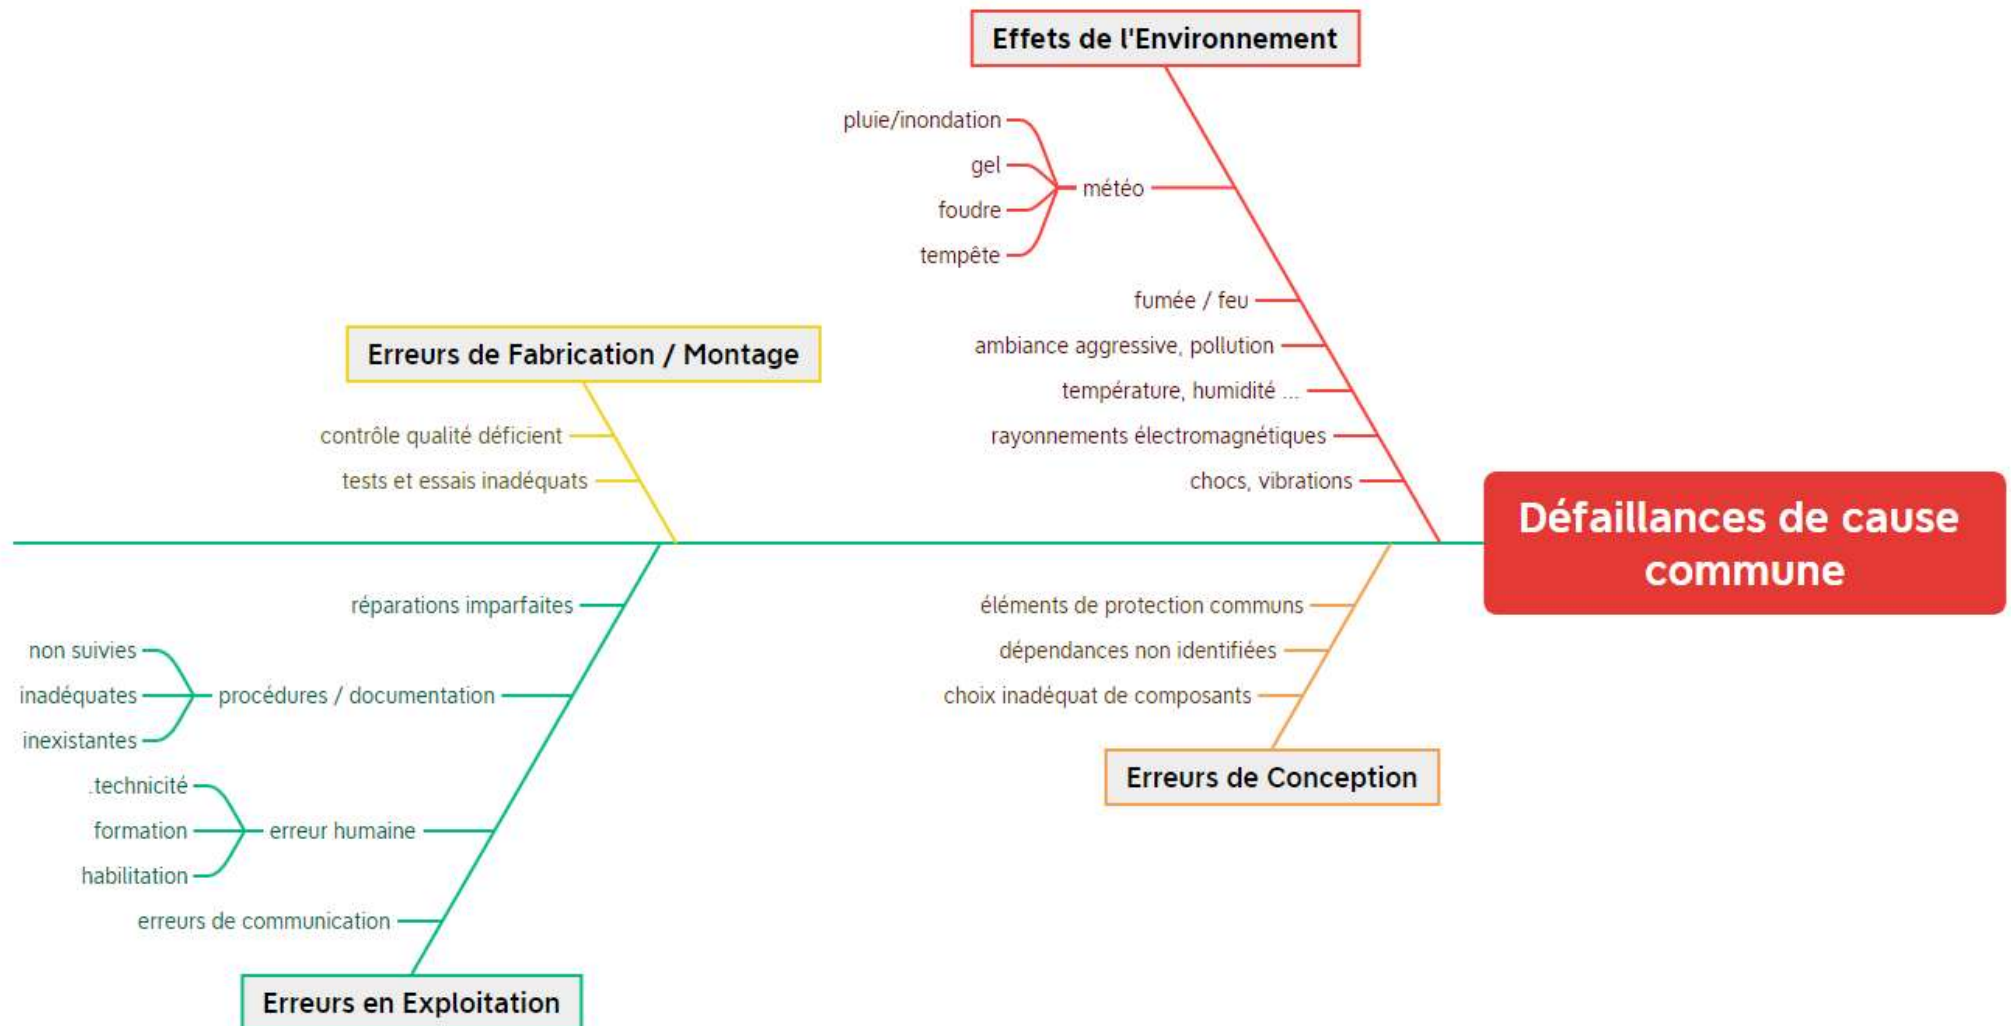 Effets de l'Environnement
pluie/inondation
gel
foudre
tempête
météo
fumée / feu
ambiance aggressive, pollution
température, humidité ...
rayonnements électromagnétiques
chocs, vibrations
Erreurs de Fabrication / Montage
contrôle qualité déficient
tests et essais inadéquats
Défaillances de cause
commune
réparations imparfaites
non suivies
inadéquates
inexistantes
procédures / documentation
.technicité
formation
habilitation
erreur humaine
erreurs de communication
Erreurs en Exploitation
éléments de protection communs
dépendances non identifiées
choix inadéquat de composants
Erreurs de Conception